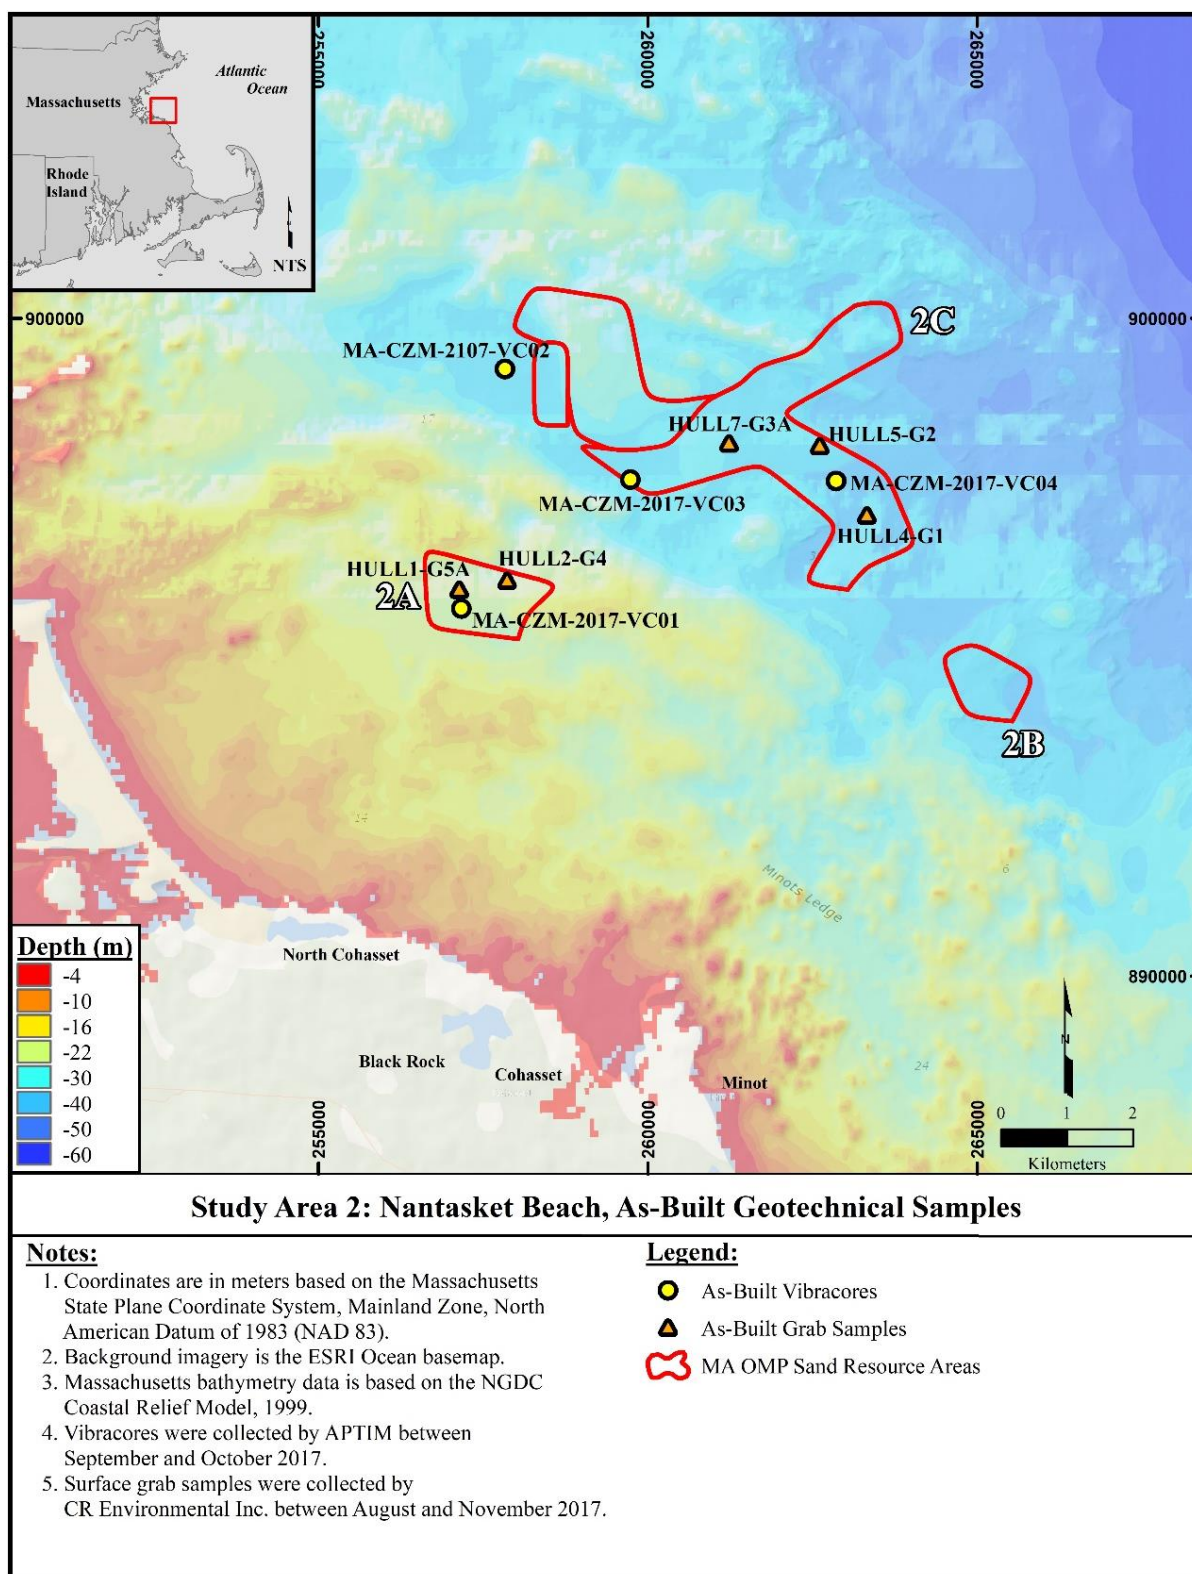 255000
260000
265000
Atlantic
Ocean
Massachusetts
Rhode
Island
NTS
900000
900000
2C
MA-CZM-2107-VC02
17
HULL7-G3A
HULL5-G2
MA-CZM-2017-VC03
MA-CZM-2017-VC04
HULL4-G1
HULL1-G5A
HULL2-G4
2A
MA-CZM-2017-VC01
2B
14
Minots Ledge
6
Depth (m)
-4
-10
-16
-22
-30
-40
-50
-60
North Cohasset
890000
Black Rock
Cohasset
Minot
24
N
0 1 2
Kilometers
255000
260000
265000
Study Area 2: Nantasket Beach, As-Built Geotechnical Samples
Notes:
1. Coordinates are in meters based on the Massachusetts
State Plane Coordinate System, Mainland Zone, North
American Datum of 1983 (NAD 83).
2. Background imagery is the ESRI Ocean basemap.
3. Massachusetts bathymetry data is based on the NGDC
Coastal Relief Model, 1999.
4. Vibracores were collected by APTIM between
September and October 2017.
5. Surface grab samples were collected by
CR Environmental Inc. between August and November 2017.
Legend:
As-Built Vibracores
As-Built Grab Samples
MA OMP Sand Resource Areas